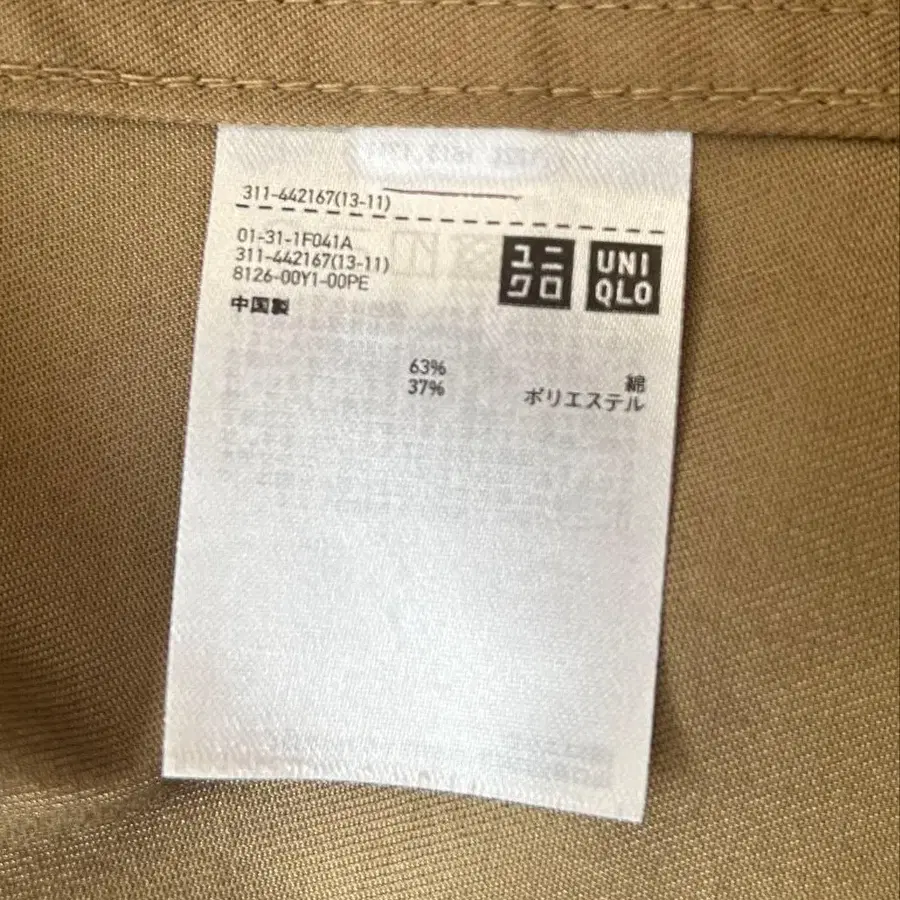 311-442167(13-11)
01-31-1F041A
311-442167(13-11)
8126-00Y1-00PE
中国製
ユニ
クロ
UNI
QLO
63% 綿
37% ポリエステル